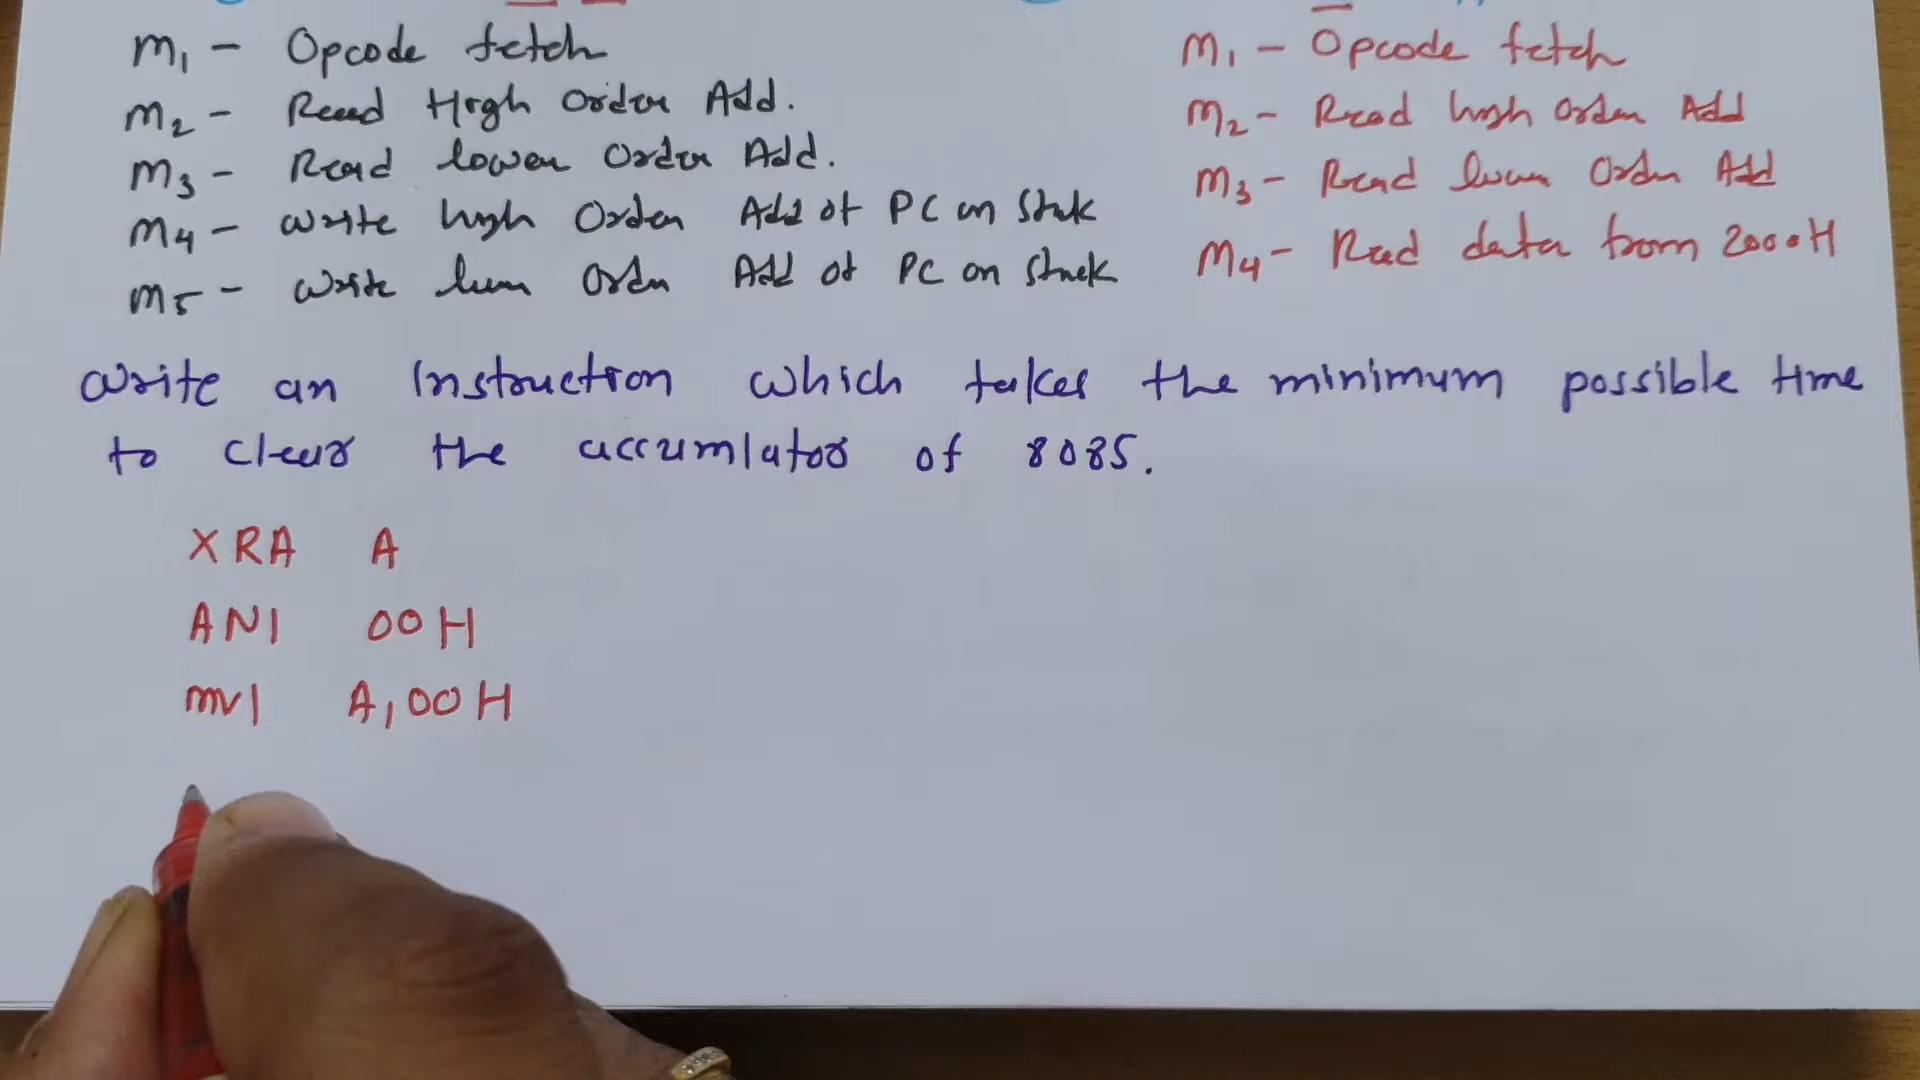 M1 - Opcode fetch
M2 - Read High Order Add.
M3 - Read lower Order Add.
M4 - Write high Order Add of PC on Stak
M5 - Write lower Order Add of PC on Stack
M1 - Opcode fetch
M2 - Read high Order Add
M3 - Read lower Order Add
M4 - Read data from 2000H
Write an Instruction which takes the minimum possible time
to clear the accumlator of 8085.
XRA A
ANI 00H
MVI A,00H